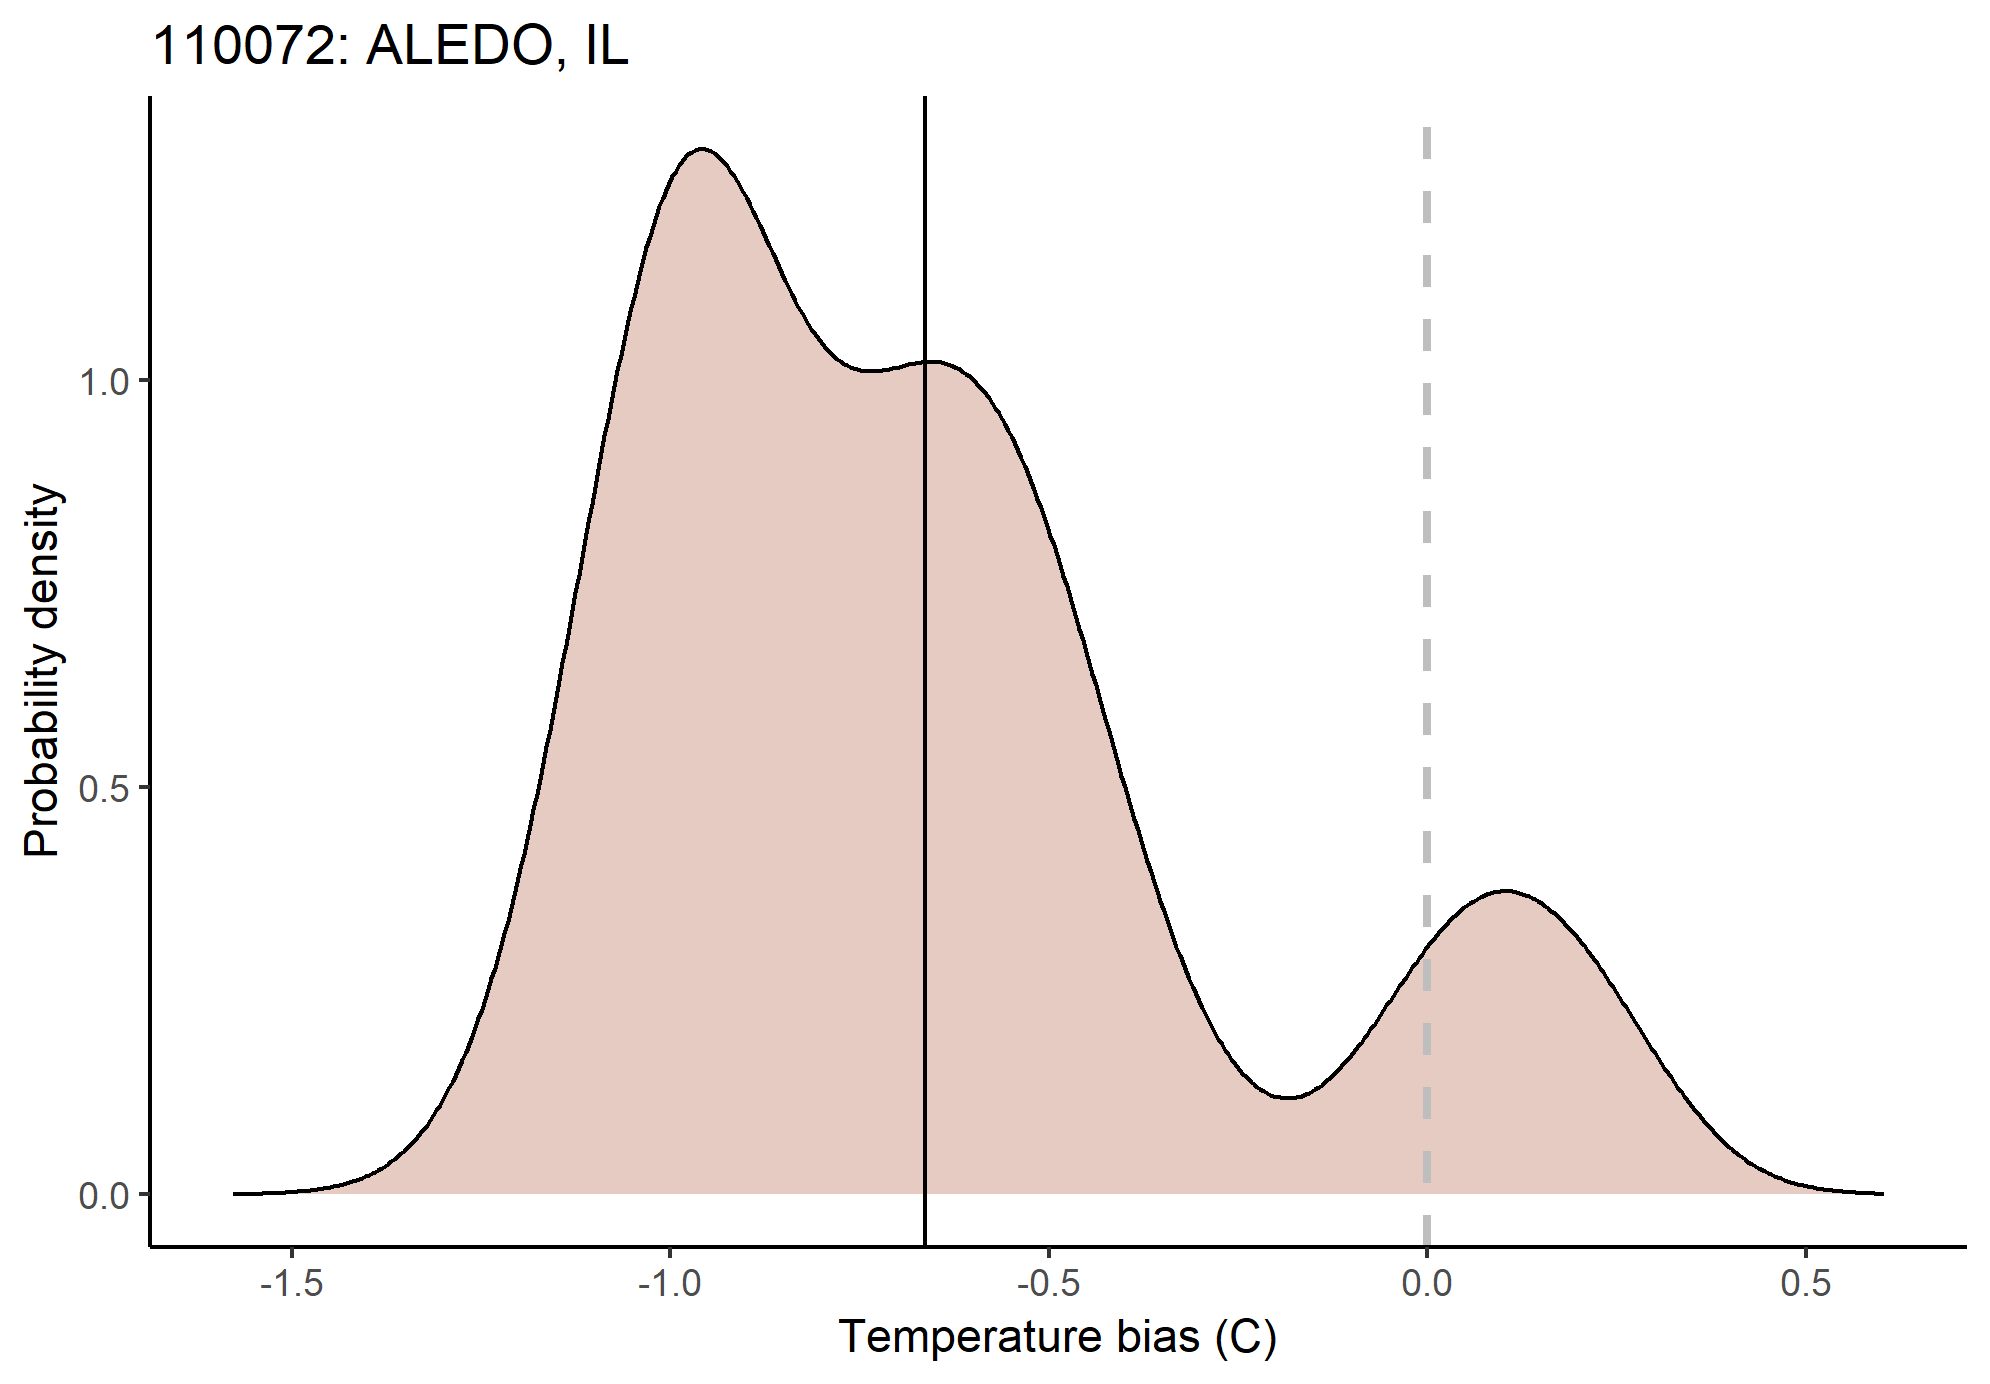 110072: ALEDO, IL
Probability density
1.0
0.5
0.0
-1.5 -1.0 -0.5 0.0 0.5
Temperature bias (C)